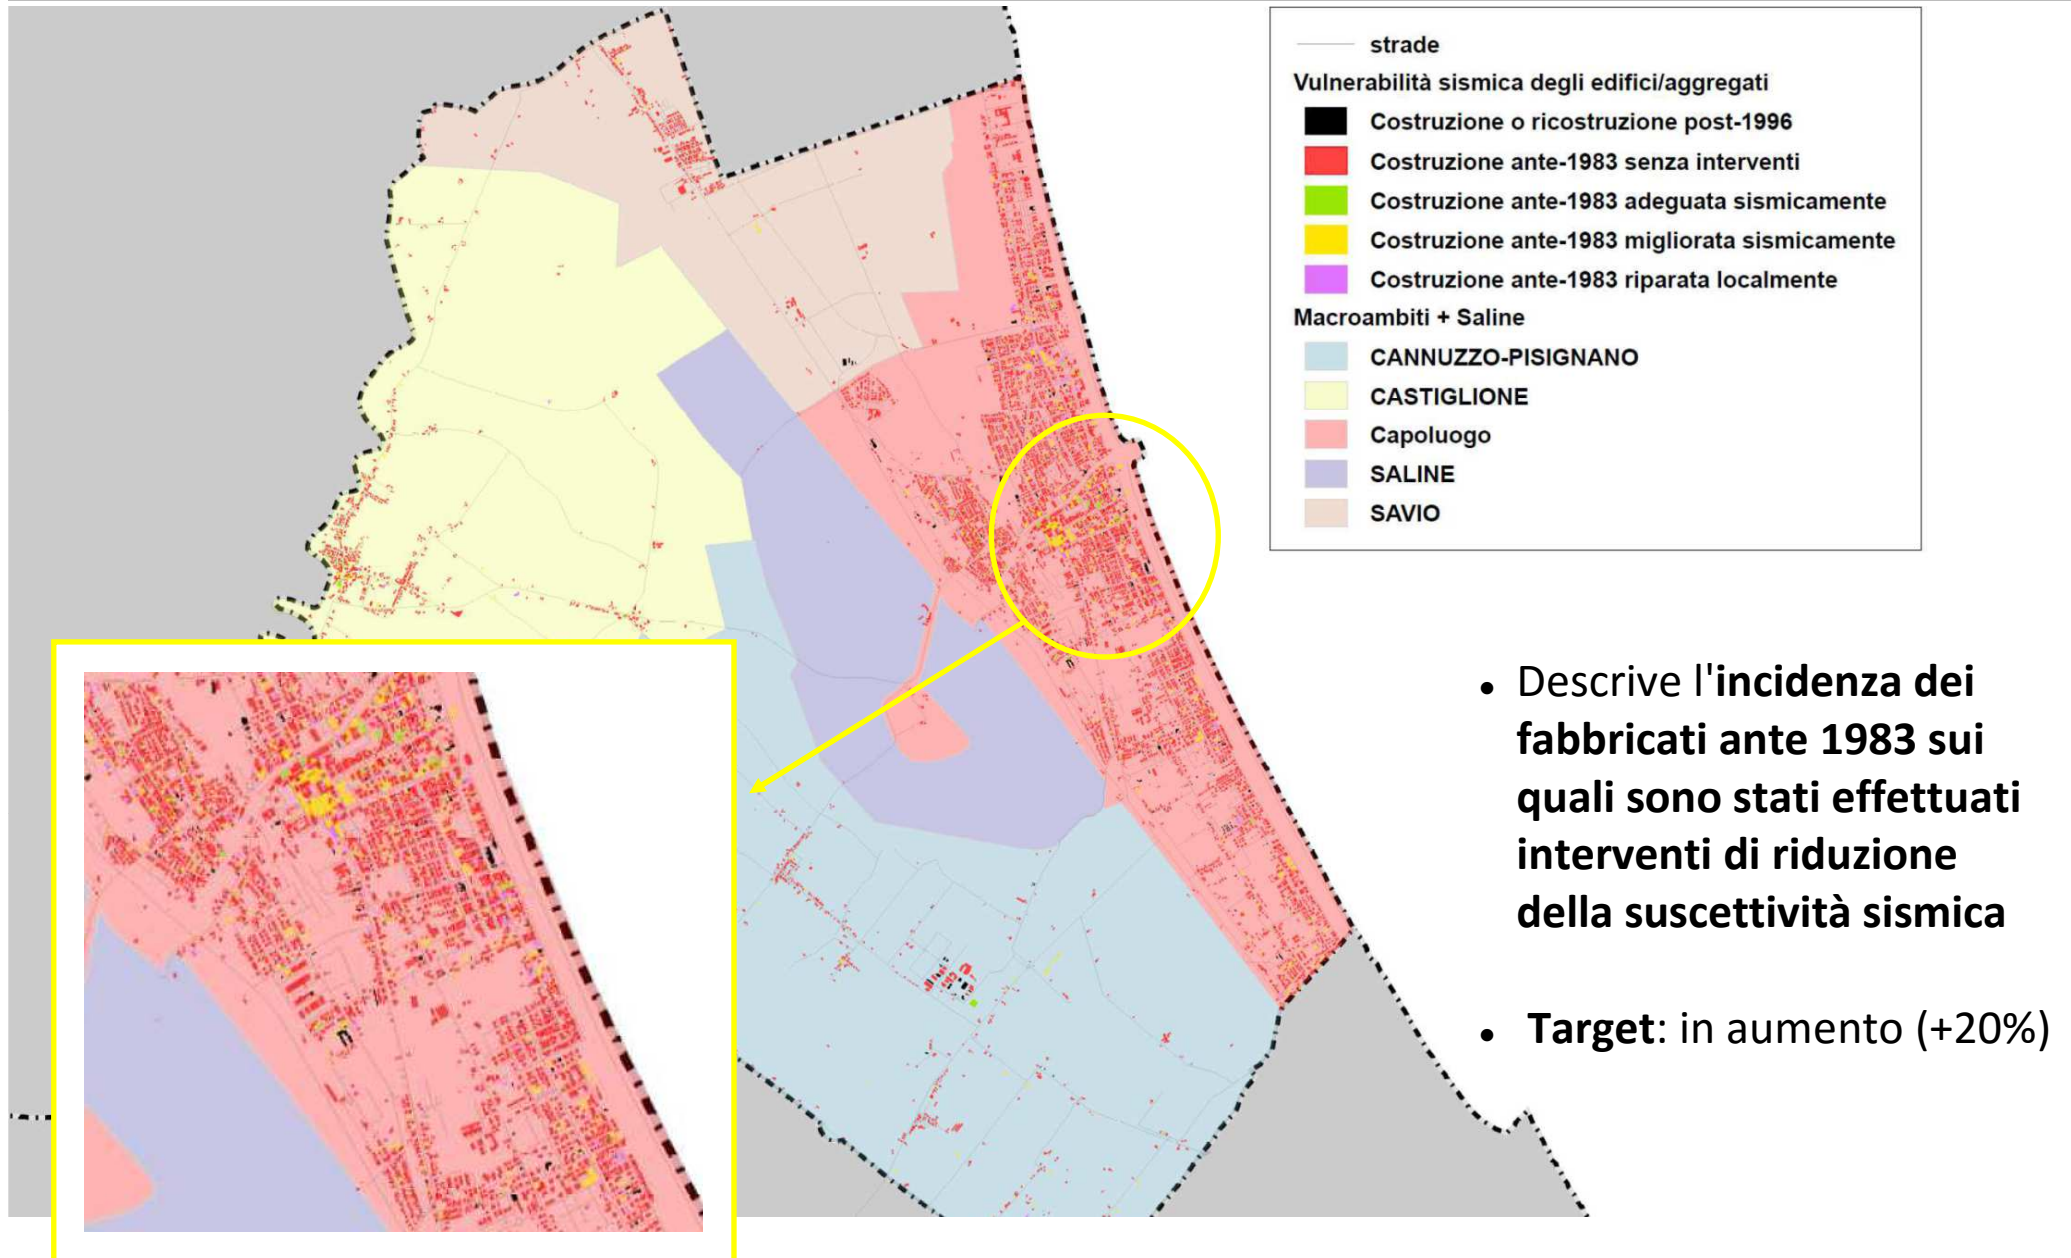 strade
Vulnerabilità sismica degli edifici/aggregati
Costruzione o ricostruzione post-1996
Costruzione ante-1983 senza interventi
Costruzione ante-1983 adeguata sismicamente
Costruzione ante-1983 migliorata sismicamente
Costruzione ante-1983 riparata localmente
Macroambiti + Saline
CANNUZZO-PISIGNANO
CASTIGLIONE
Capoluogo
SALINE
SAVIO
• Descrive l'incidenza dei
fabbricati ante 1983 sui
quali sono stati effettuati
interventi di riduzione
della suscettività sismica
• Target: in aumento (+20%)